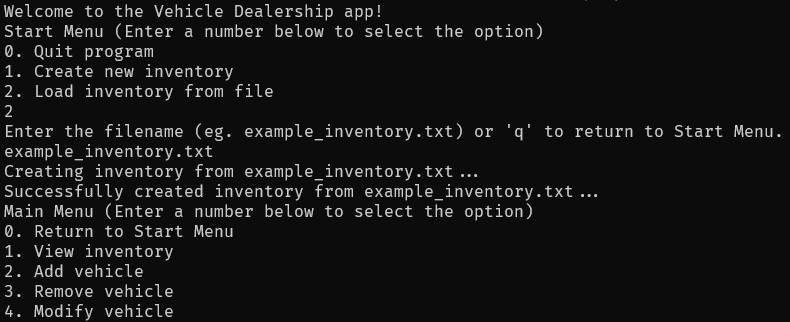 Welcome to the Vehicle Dealership app!
Start Menu (Enter a number below to select the option)
0. Quit program
1. Create new inventory
2. Load inventory from file
2
Enter the filename (eg. example_inventory.txt) or 'q' to return to Start Menu.
example_inventory.txt
Creating inventory from example_inventory.txt...
Successfully created inventory from example_inventory.txt...
Main Menu (Enter a number below to select the option)
0. Return to Start Menu
1. View inventory
2. Add vehicle
3. Remove vehicle
4. Modify vehicle